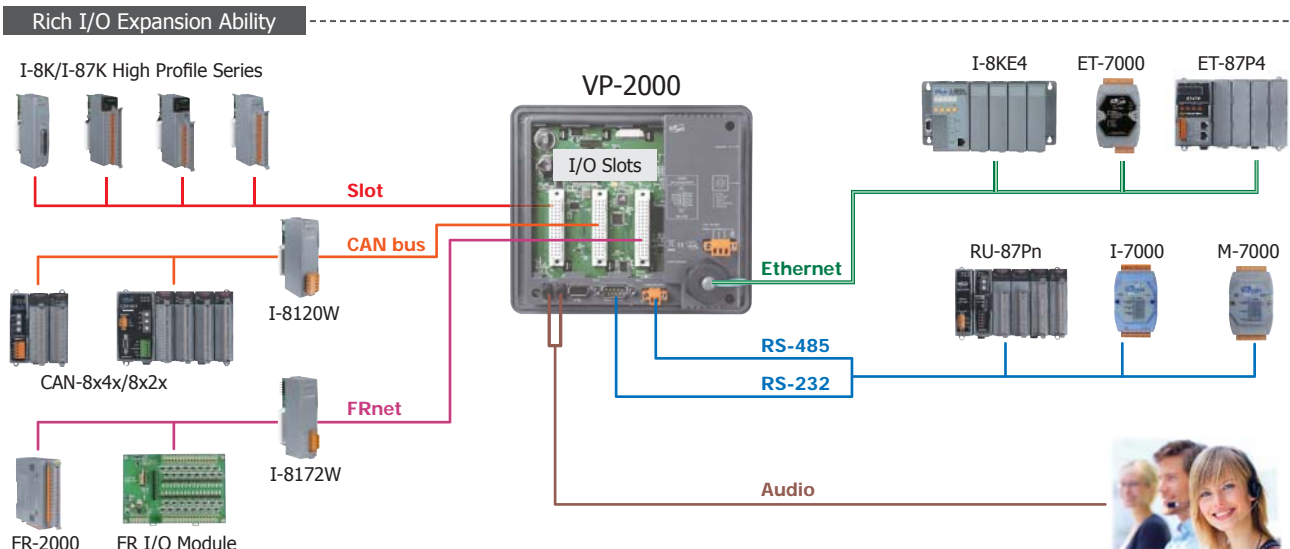 Rich I/O Expansion Ability
I-8K/I-87K High Profile Series
VP-2000
I-8KE4
ET-7000
ET-87P4
I/O Slots
Slot
CAN bus
I-8120W
CAN-8x4x/8x2x
Ethernet
RU-87Pn
I-7000
M-7000
RS-485
RS-232
FRnet
I-8172W
FR-2000
FR I/O Module
Audio